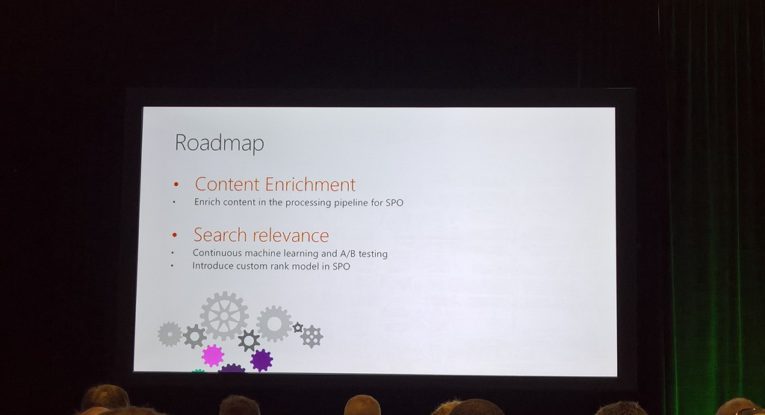 Roadmap
• Content Enrichment
• Enrich content in the processing pipeline for SPO
• Search relevance
• Continuous machine learning and A/B testing
• Introduce custom rank model in SPO